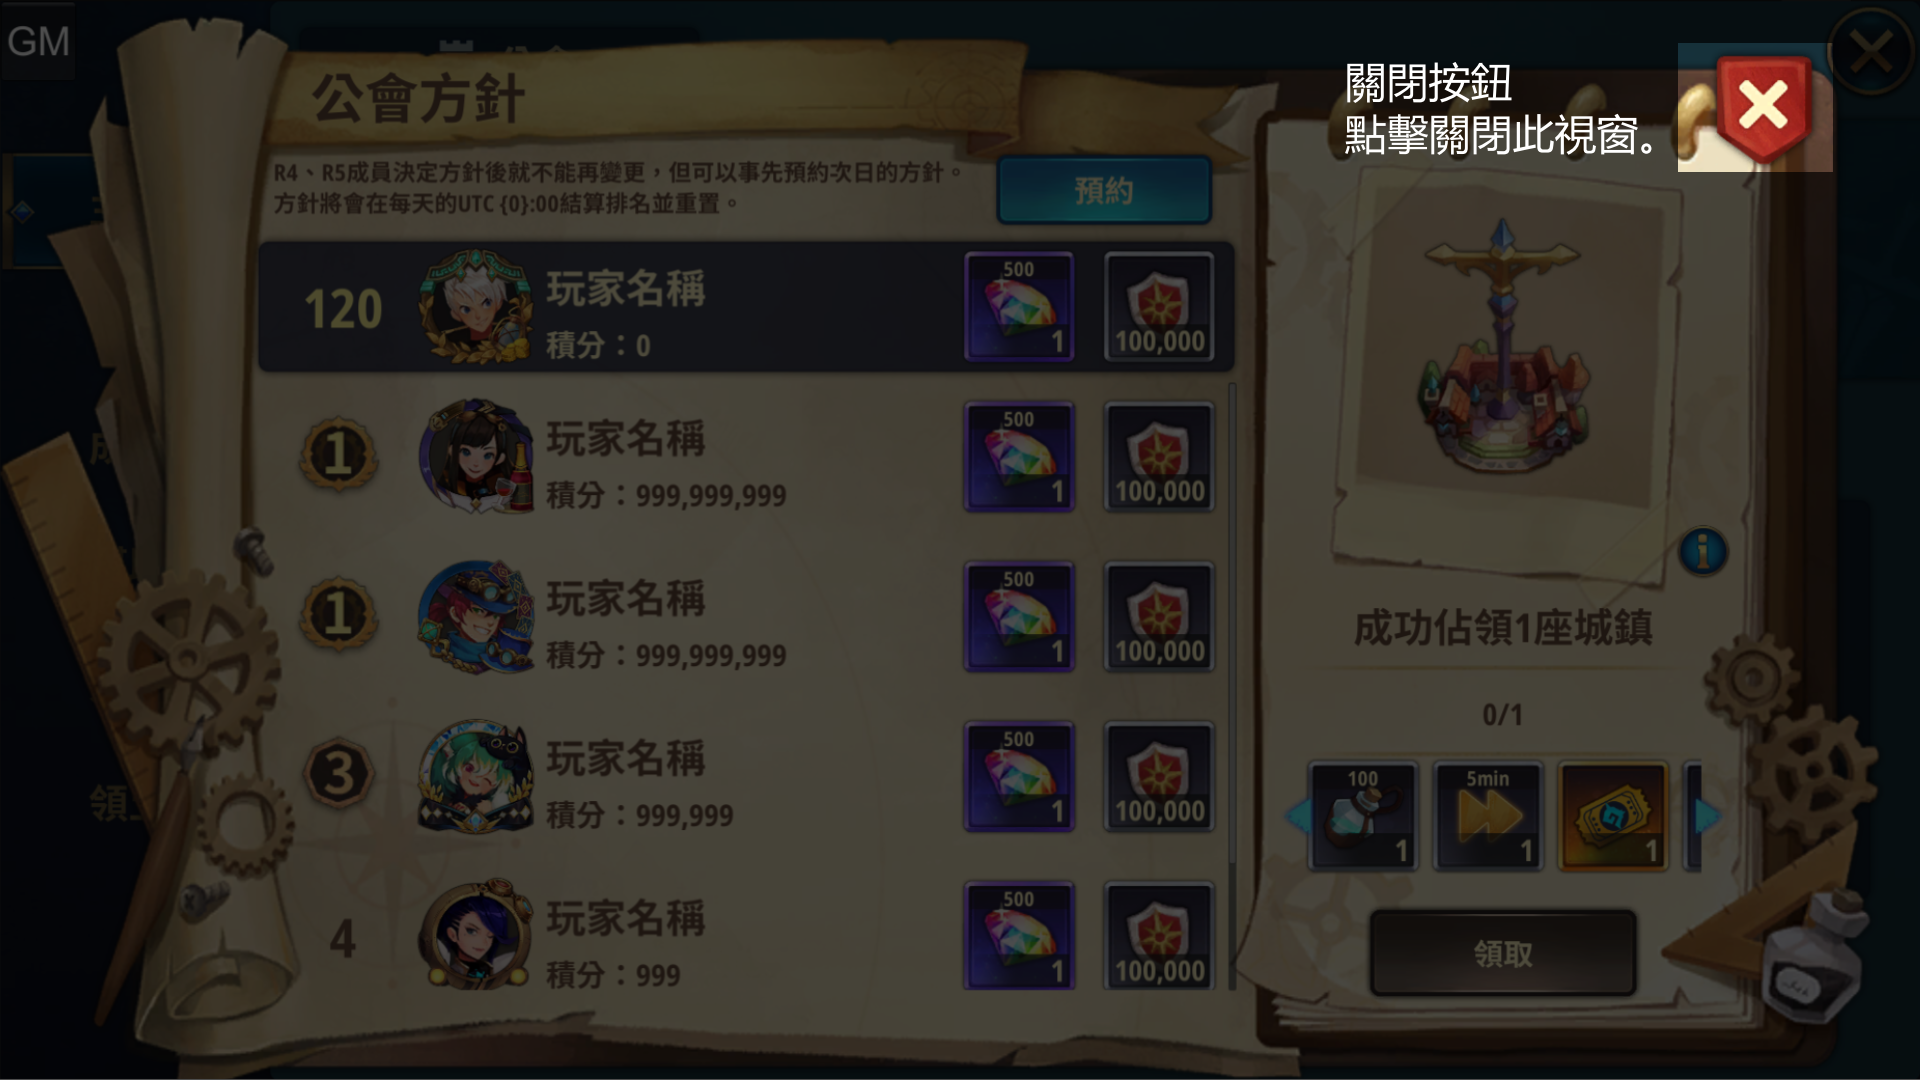 GM
公會方針
關閉按鈕
點擊關閉此視窗。
R4、R5成員決定方針後就不能再變更，但可以事先預約次日的方針。
方針將會在每天的UTC {0}:00結算排名並重置。
預約
120
玩家名稱
積分：0
500
1
100,000
1
玩家名稱
積分：999,999,999
500
1
100,000
1
玩家名稱
積分：999,999,999
500
1
100,000
3
玩家名稱
積分：999,999
500
1
100,000
4
玩家名稱
積分：999
500
1
100,000
成功佔領1座城鎮
0/1
100
1
5min
1
1
領取
領